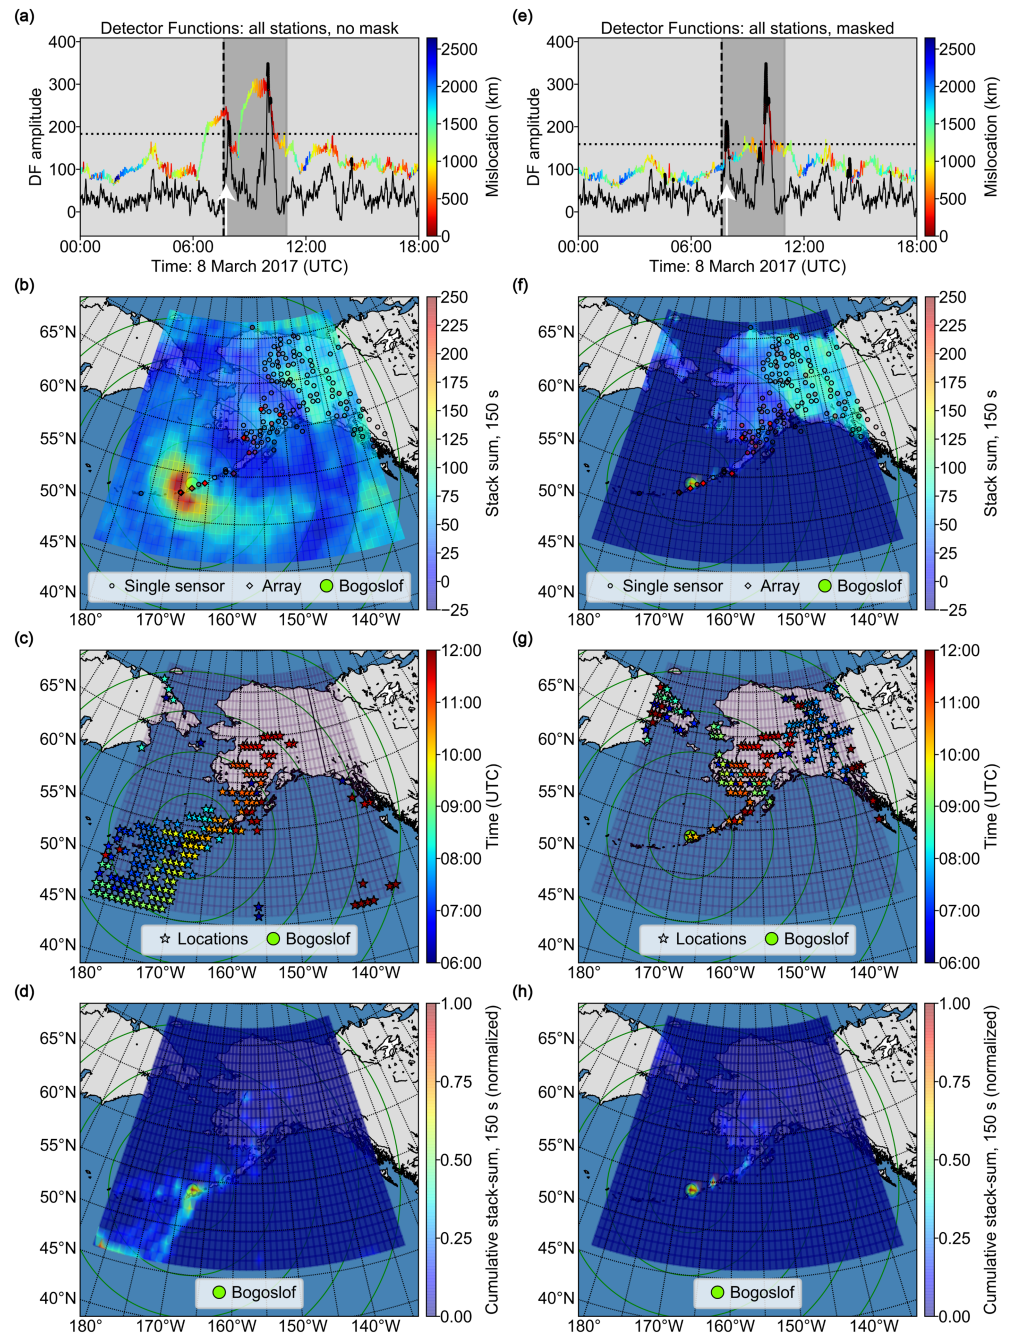 (a)
Detector Functions: all stations, no mask
400
300
200
100
0
DF amplitude
00:00
06:00
12:00
18:00
Time: 8 March 2017 (UTC)
2500
2000
1500
1000
500
0
Mislocation (km)
(e)
Detector Functions: all stations, masked
400
300
200
100
0
DF amplitude
00:00
06:00
12:00
18:00
Time: 8 March 2017 (UTC)
2500
2000
1500
1000
500
0
Mislocation (km)
(b)
65°N
60°N
55°N
50°N
45°N
40°N
180°
170°W
160°W
150°W
140°W
Single sensor
Array
Bogoslof
250
225
200
175
150
125
100
75
50
25
0
−25
Stack sum, 150 s
(f)
65°N
60°N
55°N
50°N
45°N
40°N
180°
170°W
160°W
150°W
140°W
Single sensor
Array
Bogoslof
250
225
200
175
150
125
100
75
50
25
0
−25
Stack sum, 150 s
(c)
65°N
60°N
55°N
50°N
45°N
40°N
180°
170°W
160°W
150°W
140°W
Locations
Bogoslof
12:00
11:00
10:00
09:00
08:00
07:00
06:00
Time (UTC)
(g)
65°N
60°N
55°N
50°N
45°N
40°N
180°
170°W
160°W
150°W
140°W
Locations
Bogoslof
12:00
11:00
10:00
09:00
08:00
07:00
06:00
Time (UTC)
(d)
65°N
60°N
55°N
50°N
45°N
40°N
180°
170°W
160°W
150°W
140°W
Bogoslof
1.00
0.75
0.50
0.25
0.00
Cumulative stack-sum, 150 s (normalized)
(h)
65°N
60°N
55°N
50°N
45°N
40°N
180°
170°W
160°W
150°W
140°W
Bogoslof
1.00
0.75
0.50
0.25
0.00
Cumulative stack-sum, 150 s (normalized)